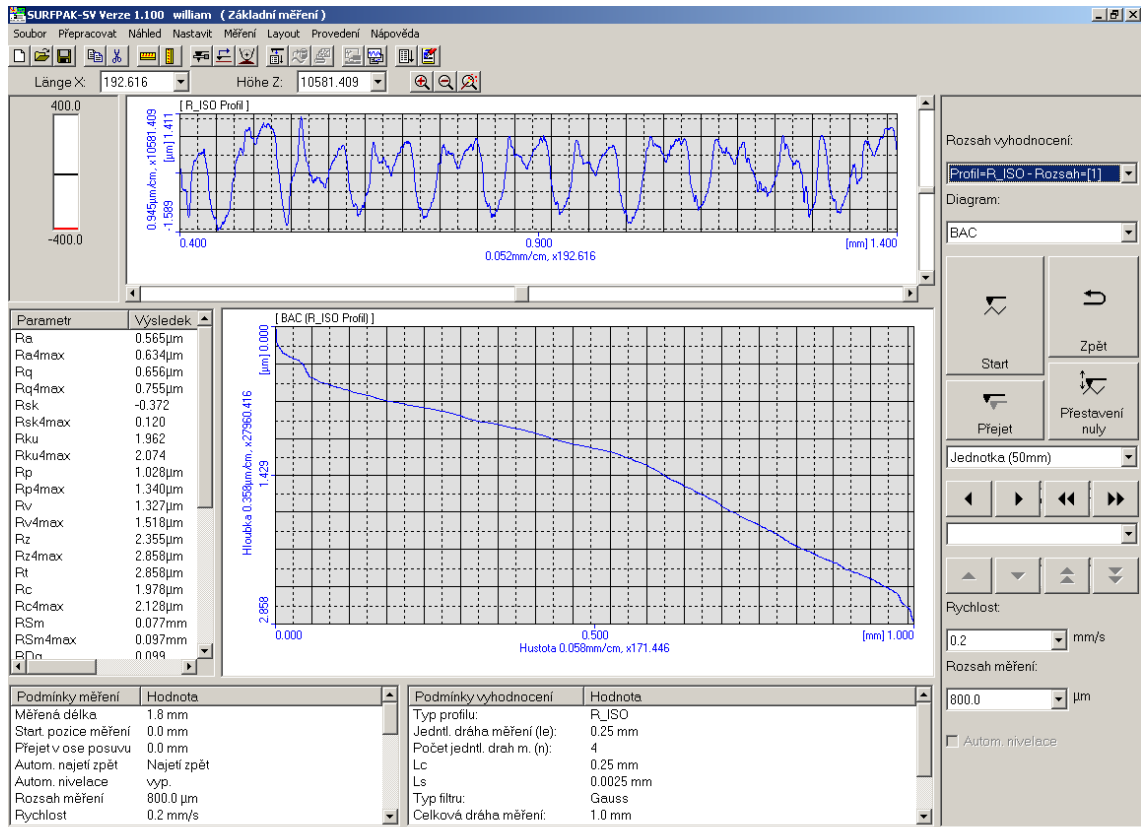 SURFPAK-SV Verze 1.100 william ( Základní měření )
Soubor Přepracovat Náhled Nastavit Měření Layout Provedení Nápověda
Länge X: 192.616 Höhe Z: 10581.409
400.0
-400.0
[ R_ISO Profil ]
0.945µm/cm, x10581.409
-1.589 [µm] 1.411
0.400 0.900 [mm] 1.400
0.052mm/cm, x192.616
Parametr Výsledek
Ra 0.565µm
Ra4max 0.634µm
Rq 0.656µm
Rq4max 0.755µm
Rsk -0.372
Rsk4max 0.120
Rku 1.962
Rku4max 2.074
Rp 1.028µm
Rp4max 1.340µm
Rv 1.327µm
Rv4max 1.518µm
Rz 2.355µm
Rz4max 2.858µm
Rt 2.858µm
Rc 1.978µm
Rc4max 2.128µm
RSm 0.077mm
RSm4max 0.097mm
RDq 0.099
[ BAC (R_ISO Profil) ]
Hloubka 0.358µm/cm, x27960.416
2.858 1.429 [µm] 0.000
0.000 0.500 [mm] 1.000
Hustota 0.058mm/cm, x171.446
Podmínky měření Hodnota
Měřená délka 1.8 mm
Start. pozice měření 0.0 mm
Přejet v ose posuvu 0.0 mm
Autom. najetí zpět Najetí zpět
Autom. nivelace vyp.
Rozsah měření 800.0 µm
Rychlost 0.2 mm/s
Podmínky vyhodnocení Hodnota
Typ profilu: R_ISO
Jedntl. dráha měření (le): 0.25 mm
Počet jedntl. drah m. (n) 4
Lc 0.25 mm
Ls 0.0025 mm
Typ filtru: Gauss
Celková dráha měření: 1.0 mm
Rozsah vyhodnocení:
Profil=R_ISO - Rozsah=[1]
Diagram:
BAC
Start
Zpět
Přejet
Přestavení
nuly
Jednotka (50mm)
Rychlost:
0.2 mm/s
Rozsah měření:
800.0 µm
Autom. nivelace